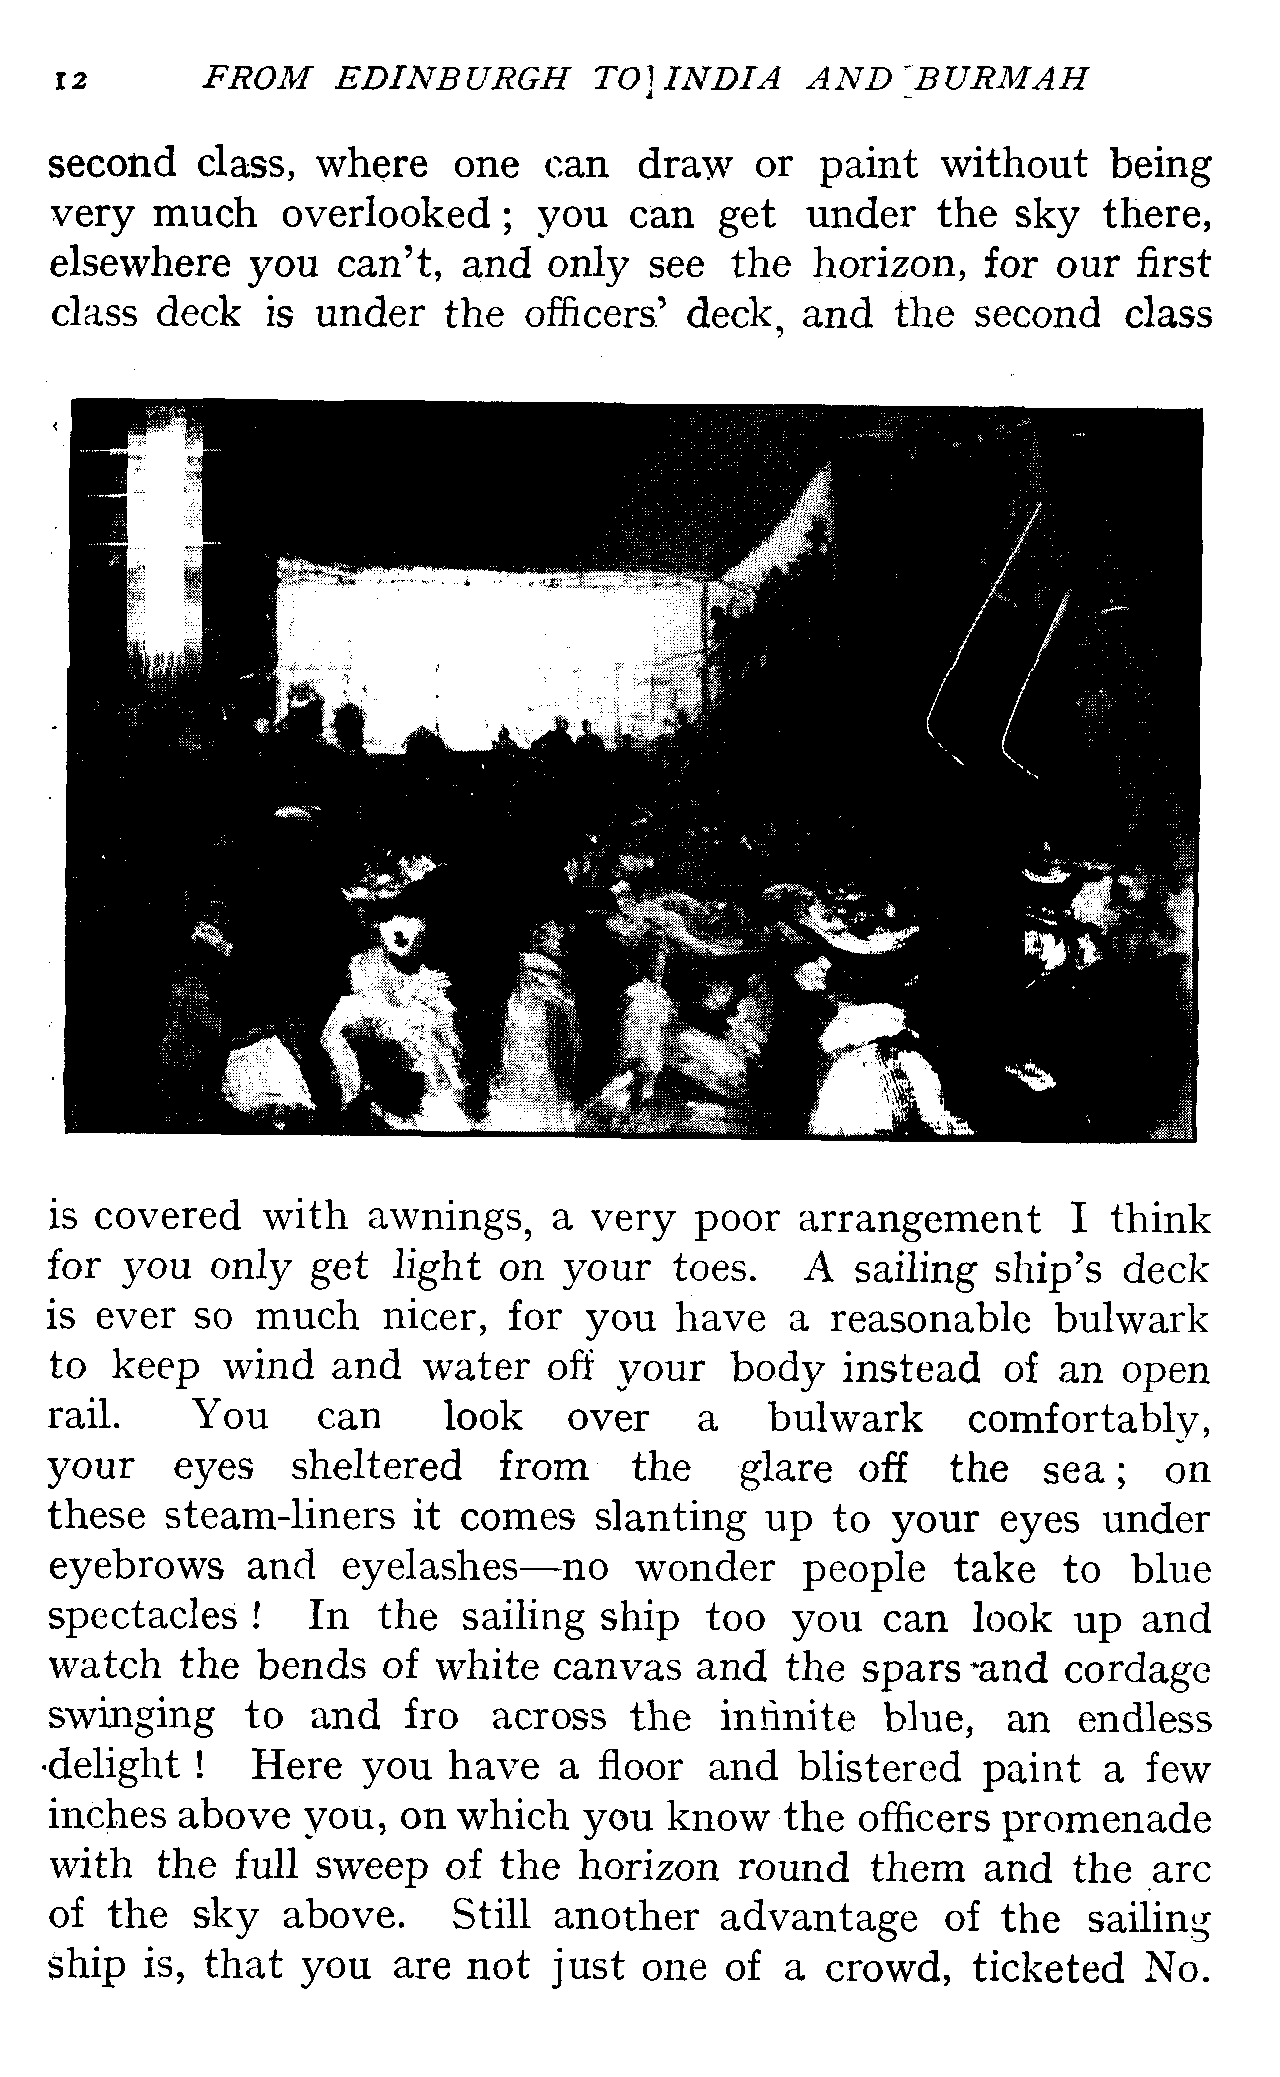 12 FROM EDINBURGH TO INDIA AND BURMAH
second class, where one can draw or paint without being
very much overlooked; you can get under the sky there,
elsewhere you can't, and only see the horizon, for our first
class deck is under the officers' deck, and the second class
is covered with awnings, a very poor arrangement I think
for you only get light on your toes. A sailing ship's deck
is ever so much nicer, for you have a reasonable bulwark
to keep wind and water off your body instead of an open
rail. You can look over a bulwark comfortably,
your eyes sheltered from the glare off the sea; on
these steam-liners it comes slanting up to your eyes under
eyebrows and eyelashes—no wonder people take to blue
spectacles! In the sailing ship too you can look up and
watch the bends of white canvas and the spars and cordage
swinging to and fro across the infinite blue, an endless
delight! Here you have a floor and blistered paint a few
inches above you, on which you know the officers promenade
with the full sweep of the horizon round them and the arc
of the sky above. Still another advantage of the sailing
ship is, that you are not just one of a crowd, ticketed No.